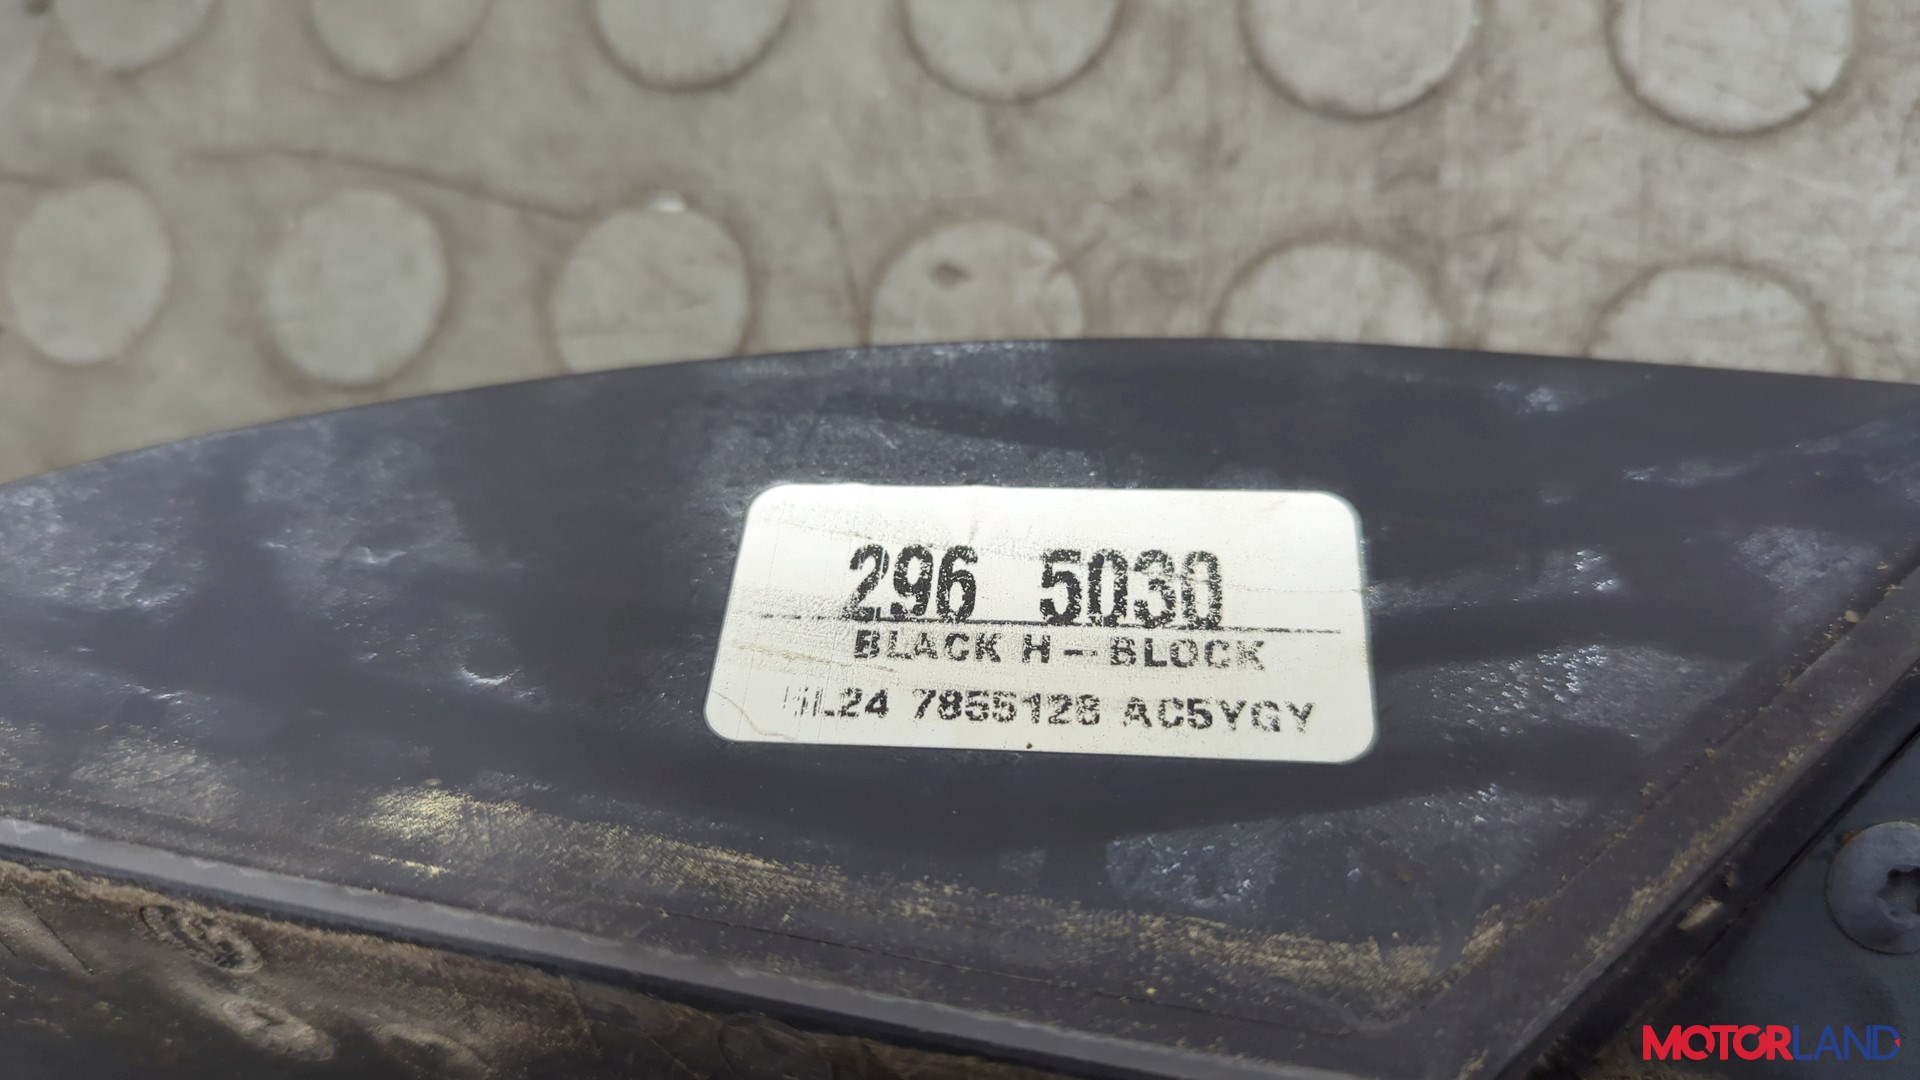 296 5030
BLACK H-BLOCK
7855128 AC5YGY
MOTORLAND